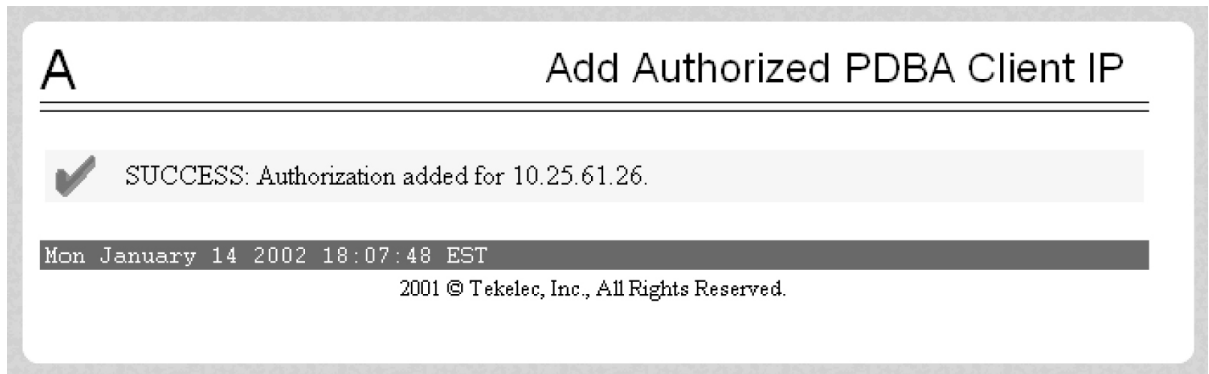 A
Add Authorized PDBA Client IP
SUCCESS: Authorization added for 10.25.61.26.
Mon January 14 2002 18:07:48 EST
2001 © Tekelec, Inc., All Rights Reserved.